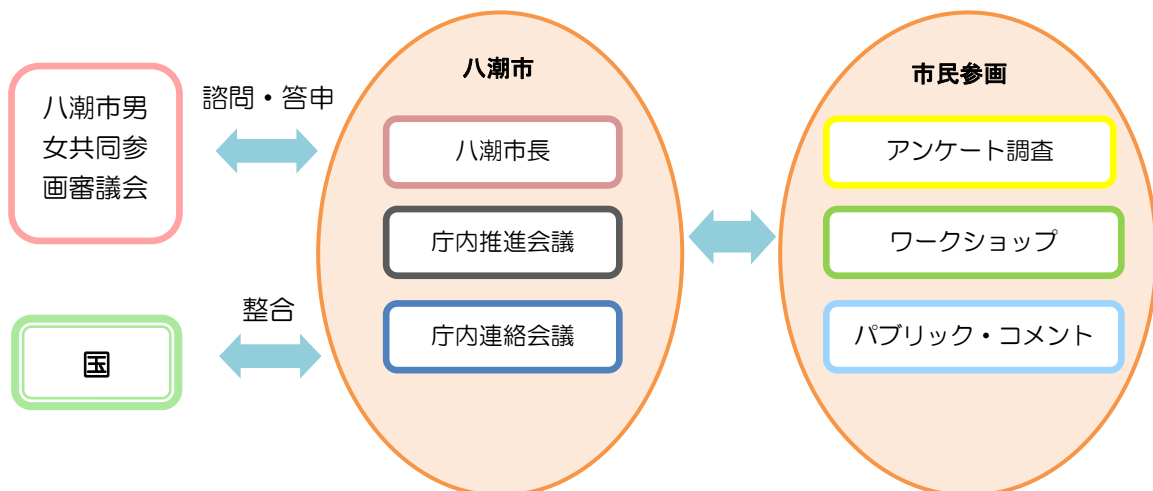 八潮市男
女共同参
画審議会
諮問・答申
国
整合
八潮市
八潮市長
庁内推進会議
庁内連絡会議
市民参画
アンケート調査
ワークショップ
パブリック・コメント